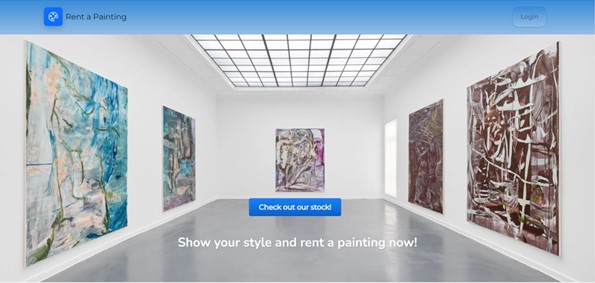 Rent a Painting
Login
Check out our stock!
Show your style and rent a painting now!